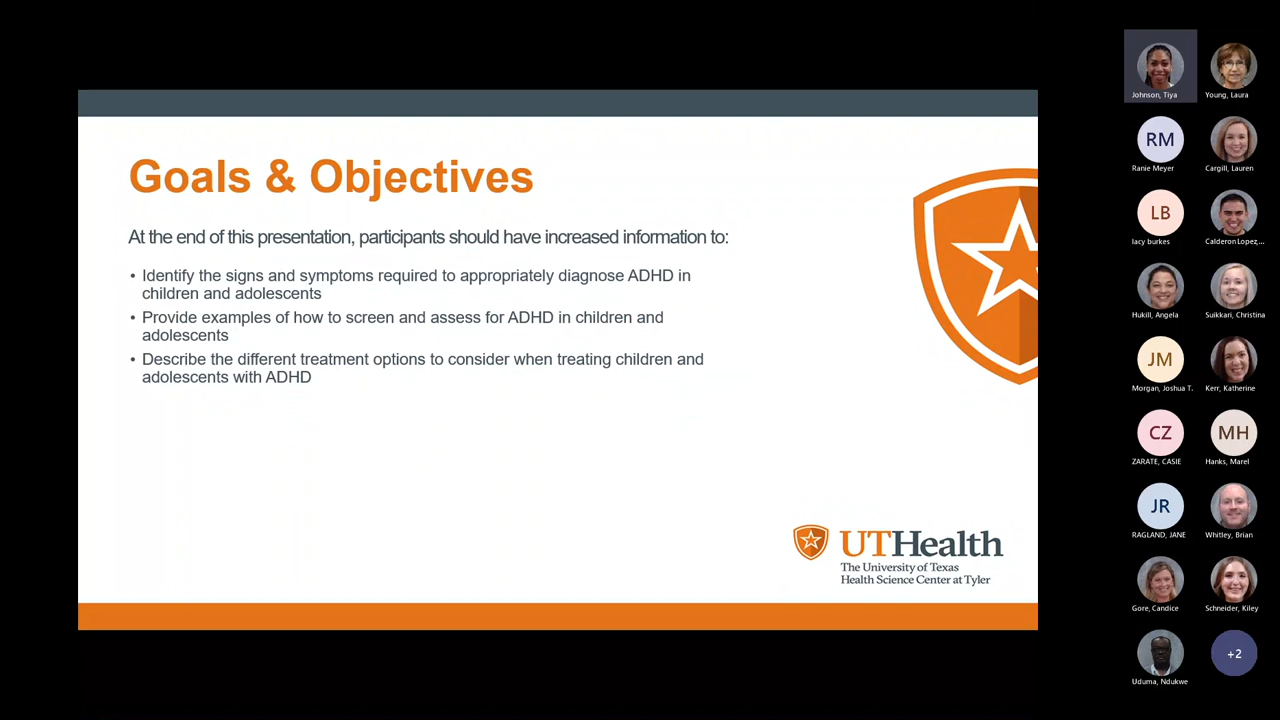 Goals & Objectives
At the end of this presentation, participants should have increased information to:
• Identify the signs and symptoms required to appropriately diagnose ADHD in
children and adolescents
• Provide examples of how to screen and assess for ADHD in children and
adolescents
• Describe the different treatment options to consider when treating children and
adolescents with ADHD
UTHealth
The University of Texas
Health Science Center at Tyler
Johnson, Tiya
Young, Laura
RM
Ranie Meyer
Cargill, Lauren
LB
lacy burkes
Calderon Lopez,...
Hukill, Angela
Suikkari, Christina
JM
Morgan, Joshua T.
Kerr, Katherine
CZ
ZARATE, CASIE
MH
Hanks, Marel
JR
RAGLAND, JANE
Whitley, Brian
Gore, Candice
Schneider, Kiley
Uduma, Ndukwe
+2